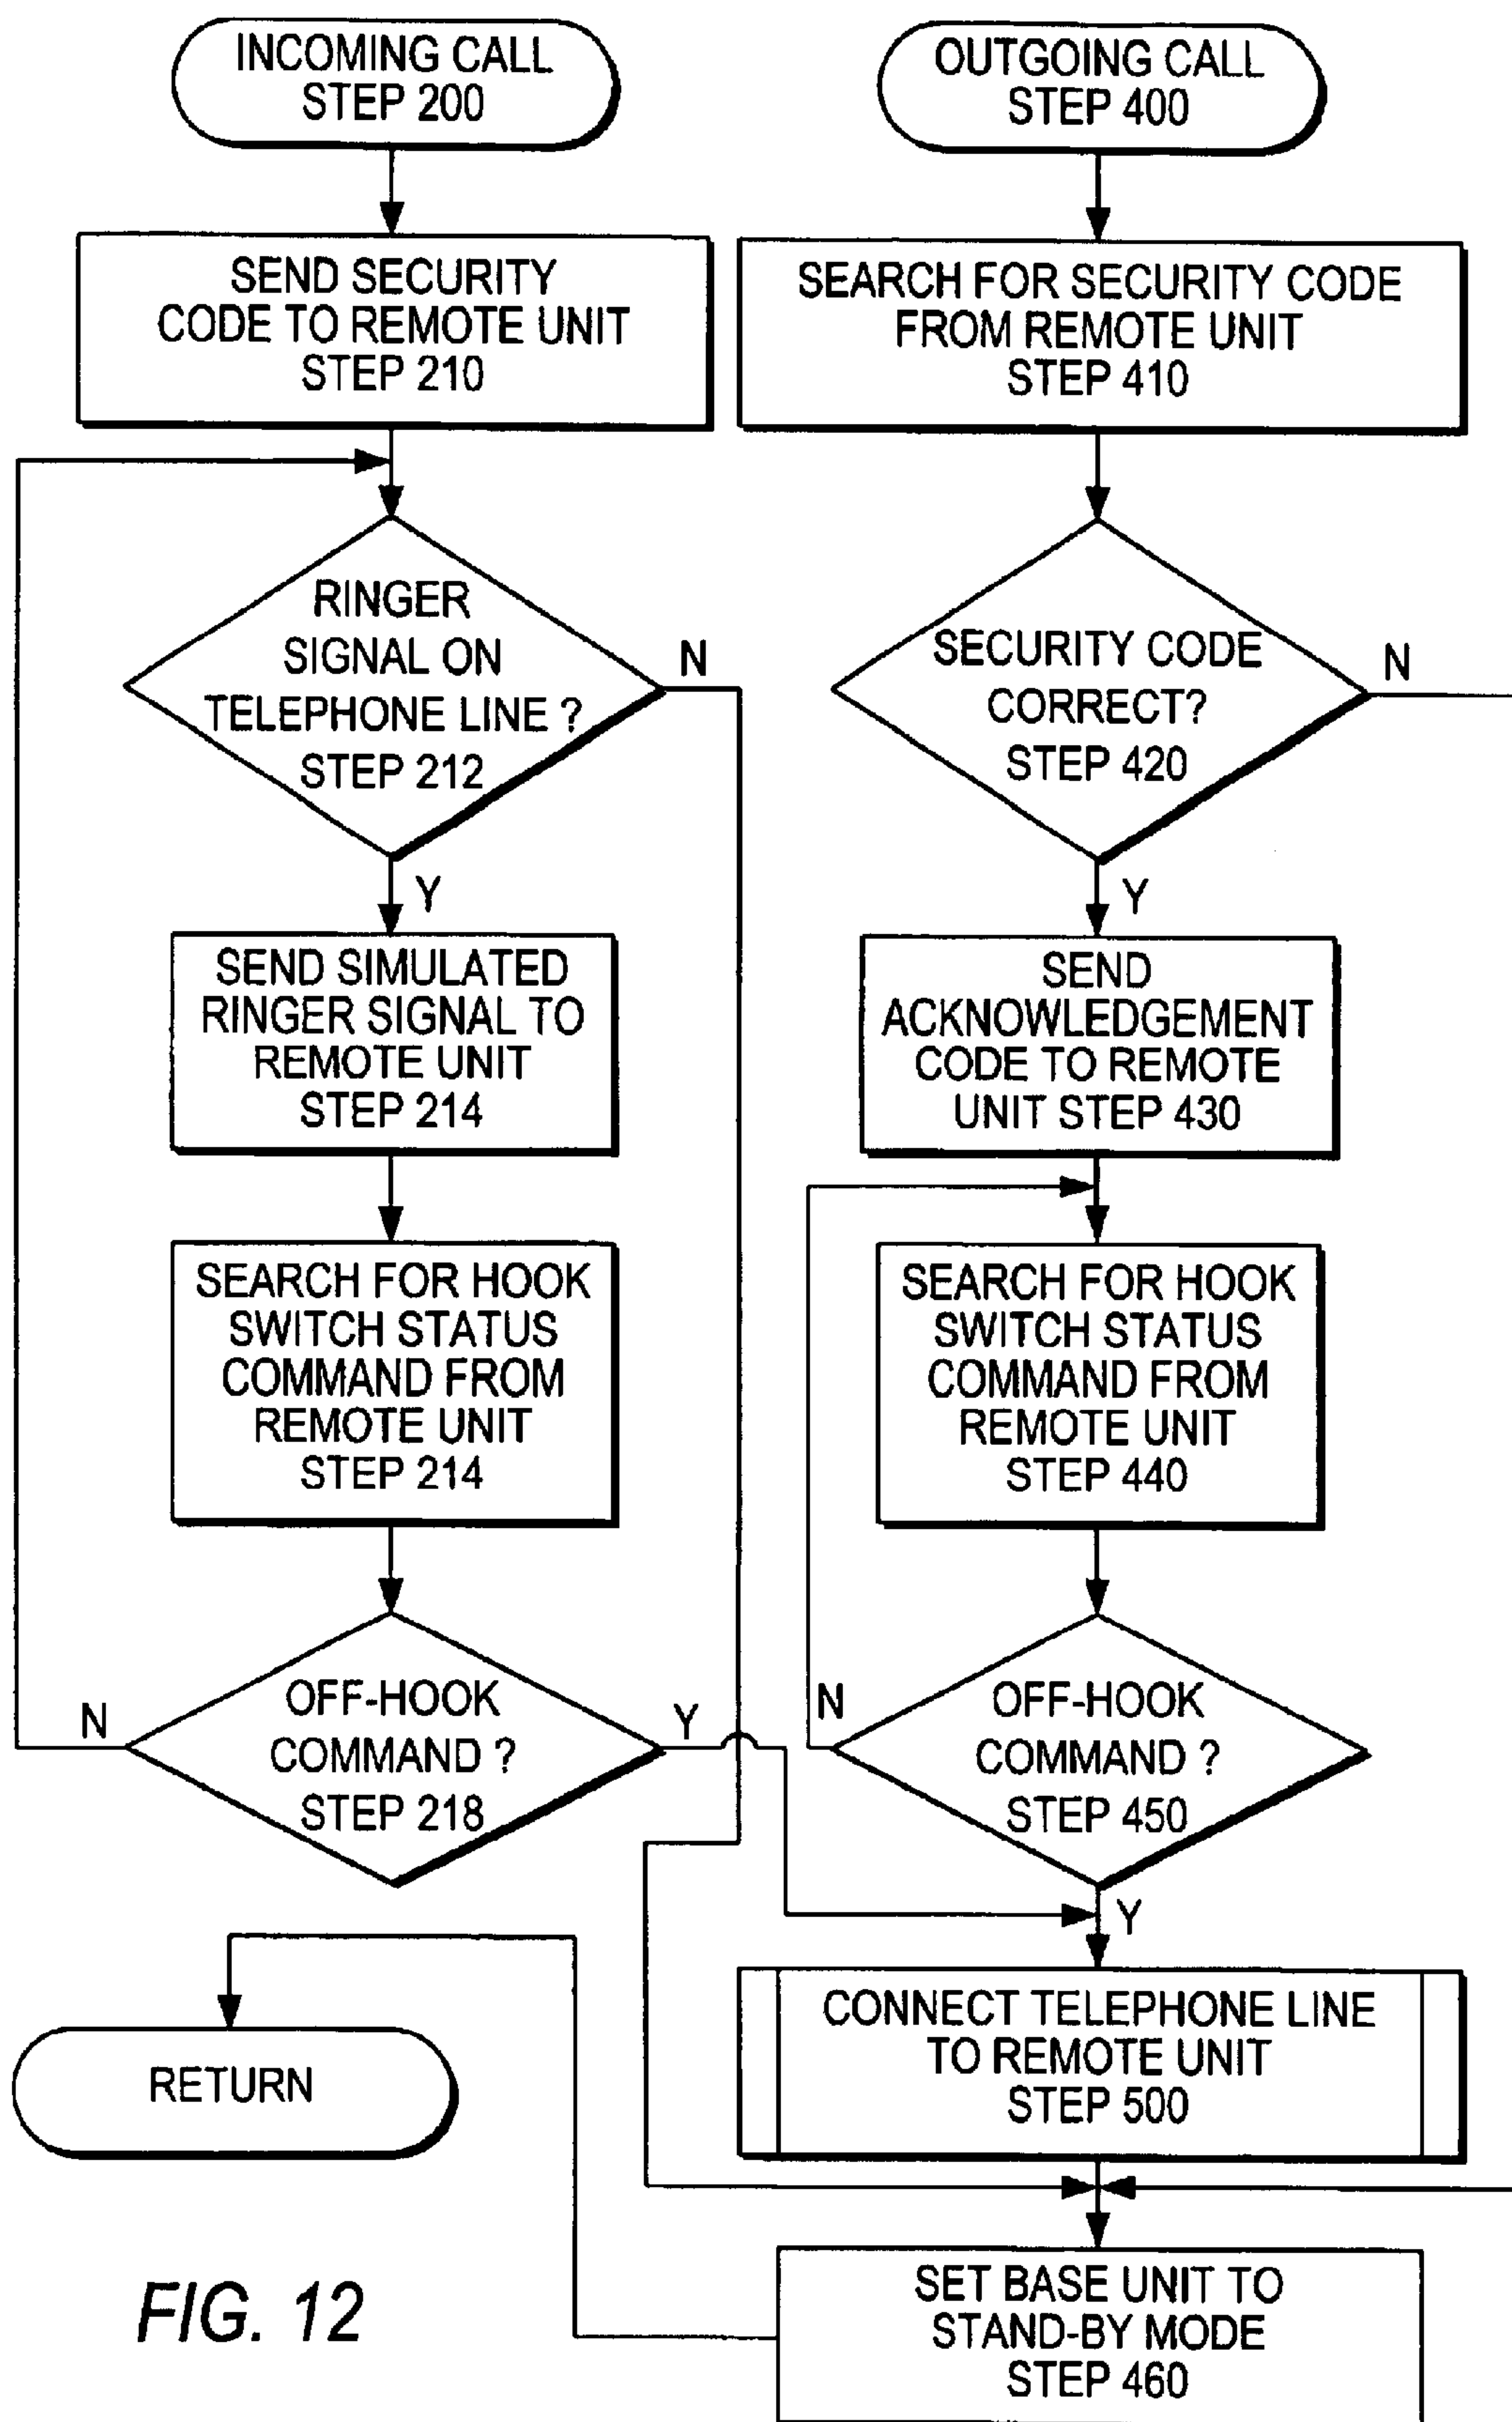 INCOMING CALL
STEP 200
SEND SECURITY
CODE TO REMOTE UNIT
STEP 210
RINGER
SIGNAL ON
TELEPHONE LINE ?
STEP 212
N
Y
SEND SIMULATED
RINGER SIGNAL TO
REMOTE UNIT
STEP 214
SEARCH FOR HOOK
SWITCH STATUS
COMMAND FROM
REMOTE UNIT
STEP 214
OFF-HOOK
COMMAND ?
STEP 218
N
Y
RETURN
OUTGOING CALL
STEP 400
SEARCH FOR SECURITY CODE
FROM REMOTE UNIT
STEP 410
SECURITY CODE
CORRECT?
STEP 420
N
Y
SEND
ACKNOWLEDGEMENT
CODE TO REMOTE
UNIT STEP 430
SEARCH FOR HOOK
SWITCH STATUS
COMMAND FROM
REMOTE UNIT
STEP 440
OFF-HOOK
COMMAND ?
STEP 450
N
Y
CONNECT TELEPHONE LINE
TO REMOTE UNIT
STEP 500
SET BASE UNIT TO
STAND-BY MODE
STEP 460
FIG. 12